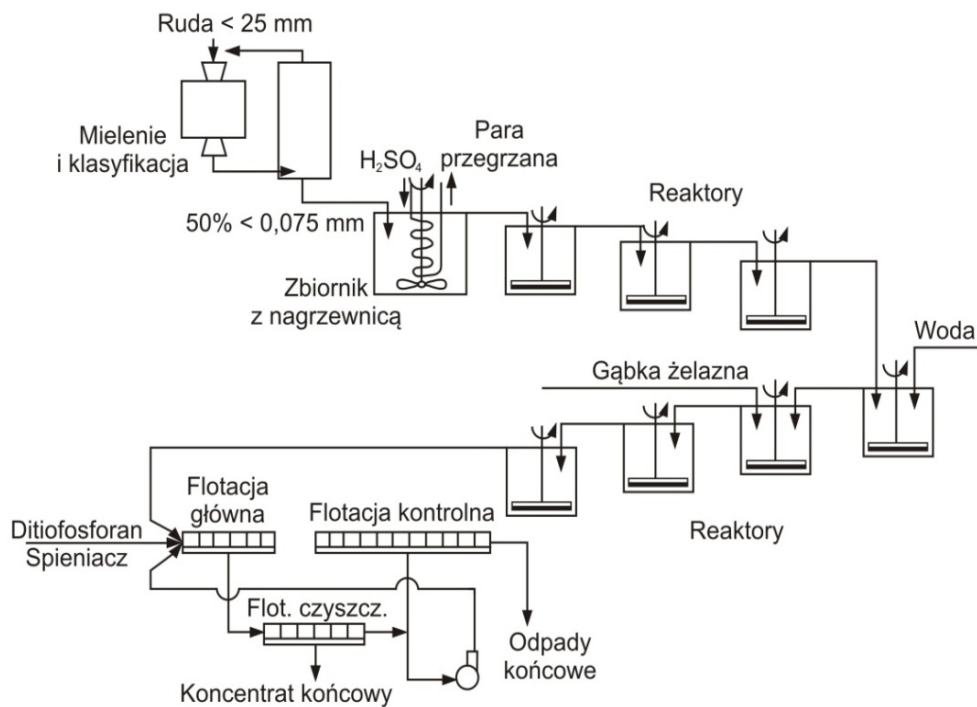 Ruda < 25 mm
Mielenie
i klasyfikacja
H₂SO₄
Para
przegrzana
50% < 0,075 mm
Zbiornik
z nagrzewnicą
Reaktory
Woda
Gąbka żelazna
Reaktory
Flotacja
główna
Flotacja kontrolna
Ditiofosforan
Spieniacz
Flot. czyszcz.
Odpady
końcowe
Koncentrat końcowy